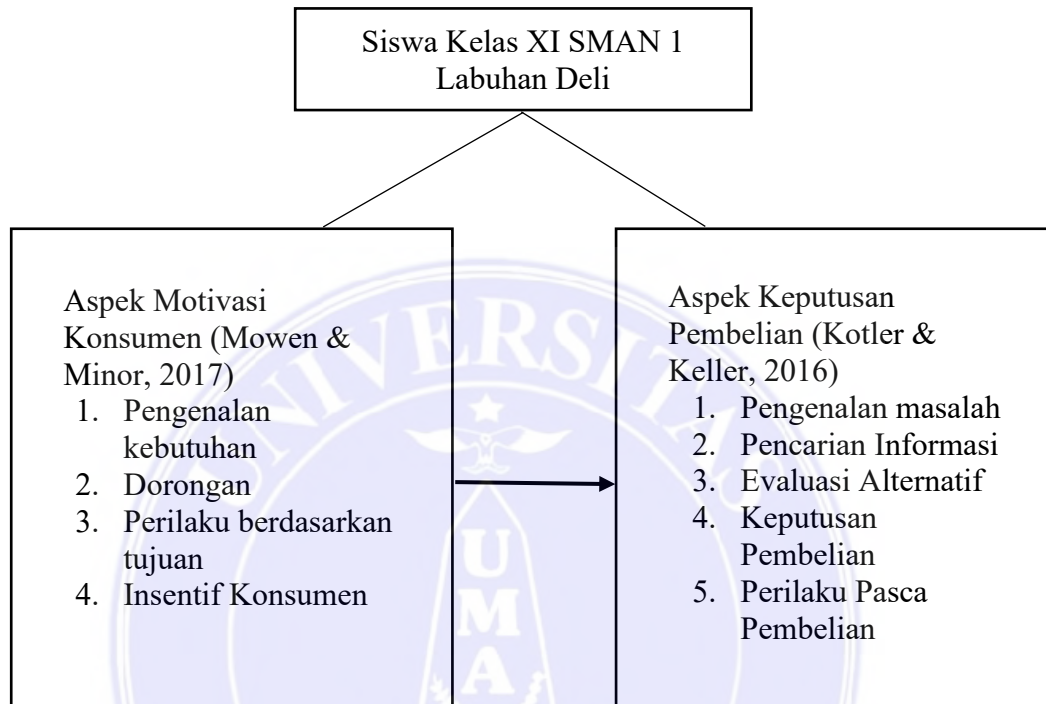 Siswa Kelas XI SMAN 1
Labuhan Deli
Aspek Motivasi
Konsumen (Mowen &
Minor, 2017)
1. Pengenalan
kebutuhan
2. Dorongan
3. Perilaku berdasarkan
tujuan
4. Insentif Konsumen
Aspek Keputusan
Pembelian (Kotler &
Keller, 2016)
1. Pengenalan masalah
2. Pencarian Informasi
3. Evaluasi Alternatif
4. Keputusan
Pembelian
5. Perilaku Pasca
Pembelian
UNIVERSITAS
UMA